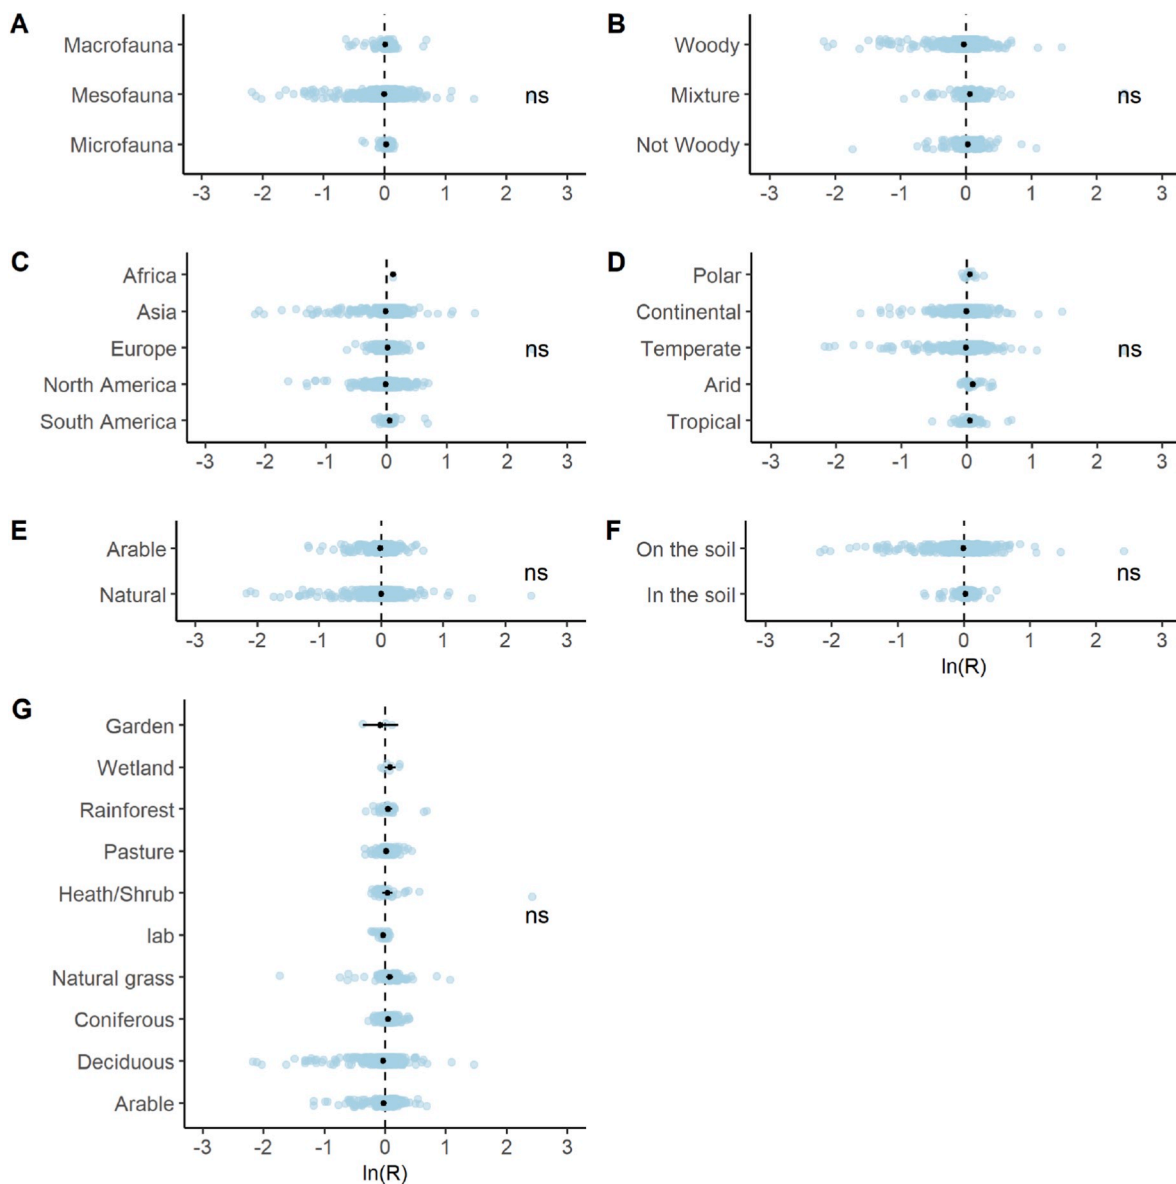 A
Macrofauna
Mesofauna
Microfauna
ns
-3 -2 -1 0 1 2 3
B
Woody
Mixture
Not Woody
ns
-3 -2 -1 0 1 2 3
C
Africa
Asia
Europe
North America
South America
ns
-3 -2 -1 0 1 2 3
D
Polar
Continental
Temperate
Arid
Tropical
ns
-3 -2 -1 0 1 2 3
E
Arable
Natural
ns
-3 -2 -1 0 1 2 3
F
On the soil
In the soil
ns
-3 -2 -1 0 1 2 3
ln(R)
G
Garden
Wetland
Rainforest
Pasture
Heath/Shrub
lab
Natural grass
Coniferous
Deciduous
Arable
ns
-3 -2 -1 0 1 2 3
ln(R)